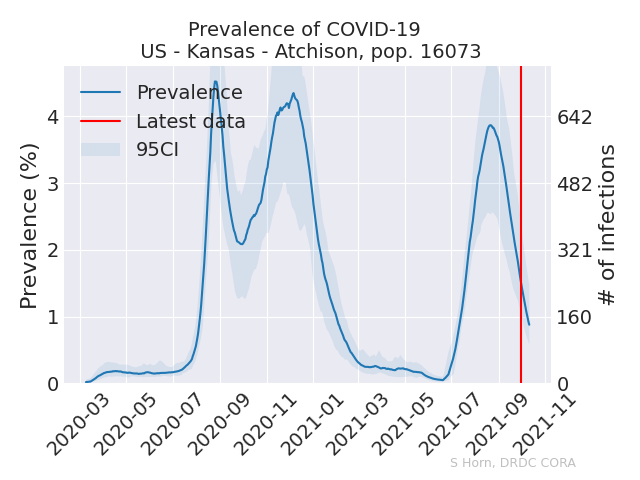 Prevalence of COVID-19
US - Kansas - Atchison, pop. 16073
Prevalence
Latest data
95CI
Prevalence (%)
4
3
2
1
0
# of infections
642
482
321
160
0
2020-03
2020-05
2020-07
2020-09
2020-11
2021-01
2021-03
2021-05
2021-07
2021-09
2021-11
S Horn, DRDC CORA